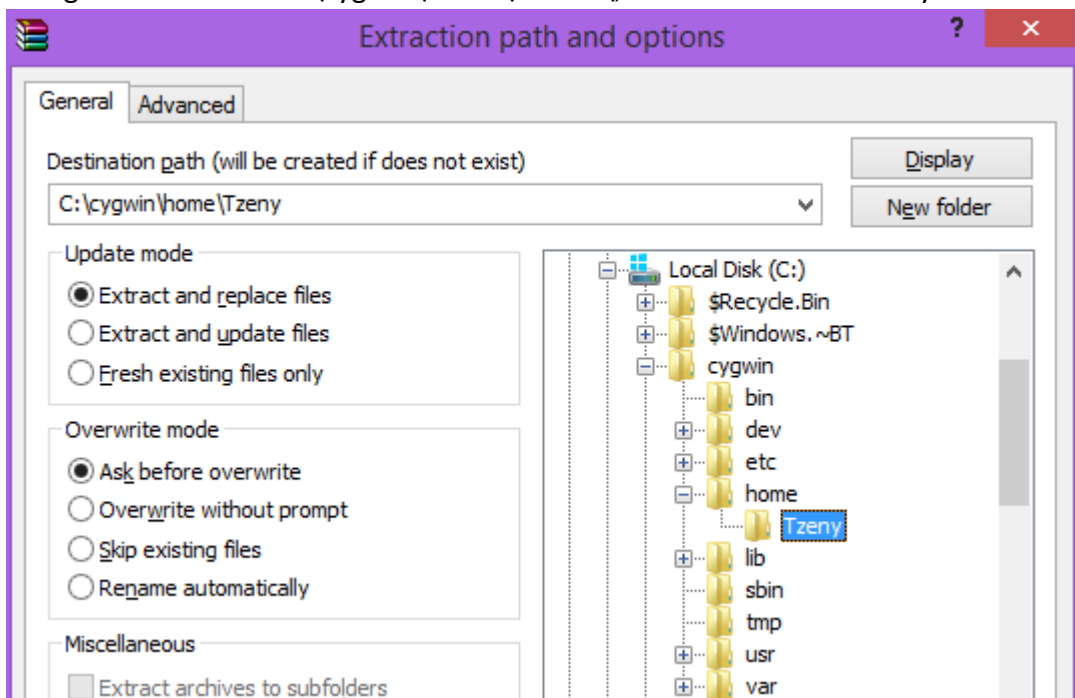 Extraction path and options
?
×
General
Advanced
Destination path (will be created if does not exist)
Display
C:\cygwin\home\Tzeny
New folder
Update mode
Extract and replace files
Extract and update files
Fresh existing files only
Overwrite mode
Ask before overwrite
Overwrite without prompt
Skip existing files
Rename automatically
Miscellaneous
Extract archives to subfolders
Local Disk (C:)
$Recycle.Bin
$Windows.~BT
cygwin
bin
dev
etc
home
Tzeny
lib
sbin
tmp
usr
var